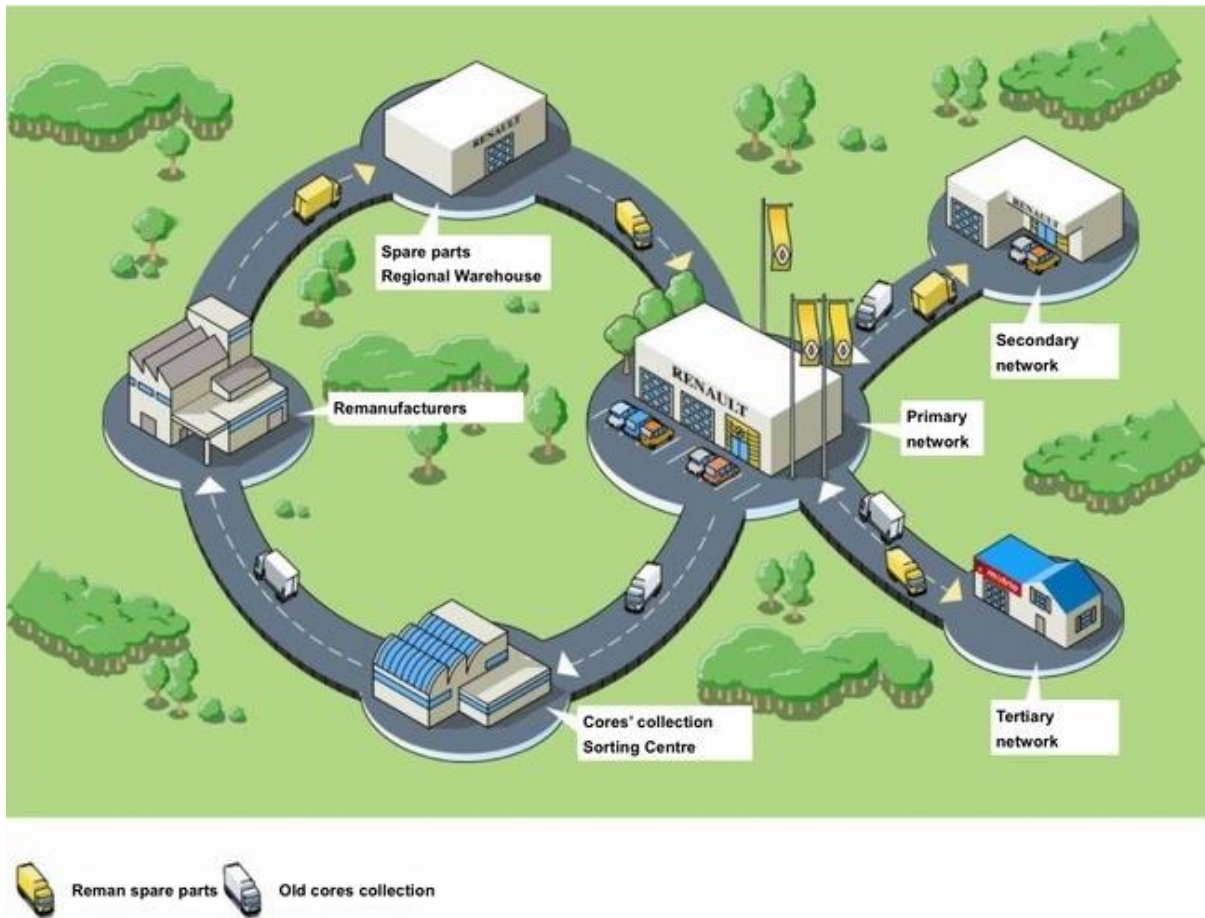 RENAULT
Spare parts
Regional Warehouse
RENAULT
Secondary
network
Remanufacturers
RENAULT
Primary
network
motrio
Cores' collection
Sorting Centre
Tertiary
network
Reman spare parts
Old cores collection